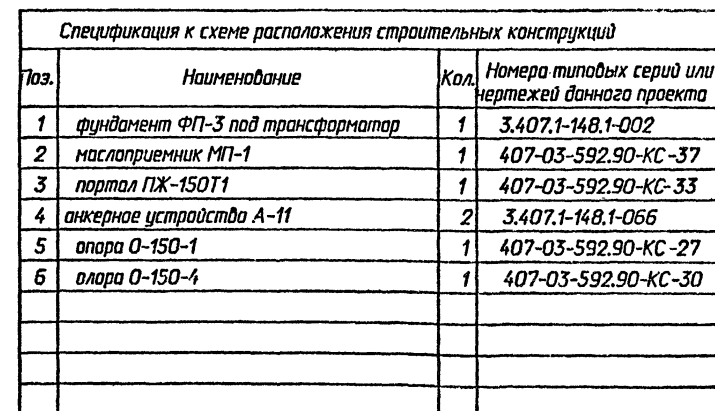 Спецификация к схеме расположения строительных конструкций
Поз. Наименование Кол. Номера типовых серий или чертежей данного проекта
1 фундамент ФП-3 под трансформатор 1 3.407.1-148.1-002
2 маслоприемник МП-1 1 407-03-592.90-КС-37
3 портал ПЖ-150Т1 1 407-03-592.90-КС-33
4 анкерное устройство А-11 2 3.407.1-148.1-066
5 опора О-150-1 1 407-03-592.90-КС-27
6 опора О-150-4 1 407-03-592.90-КС-30